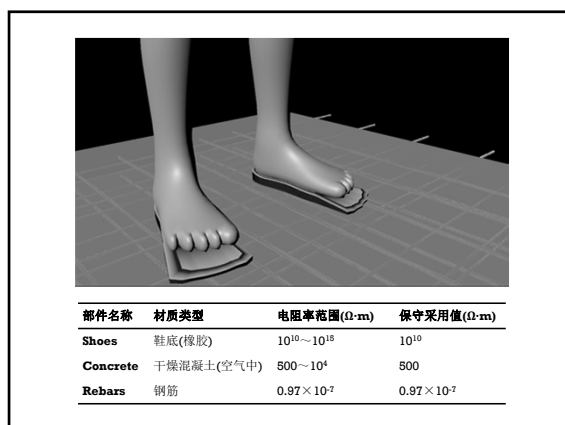 部件名称 材质类型 电阻率范围(Ω·m) 保守采用值(Ω·m)
Shoes 鞋底(橡胶) 10¹⁰～10¹⁵ 10¹⁰
Concrete 干燥混凝土(空气中) 500～10⁴ 500
Rebars 钢筋 0.97×10⁻⁷ 0.97×10⁻⁷